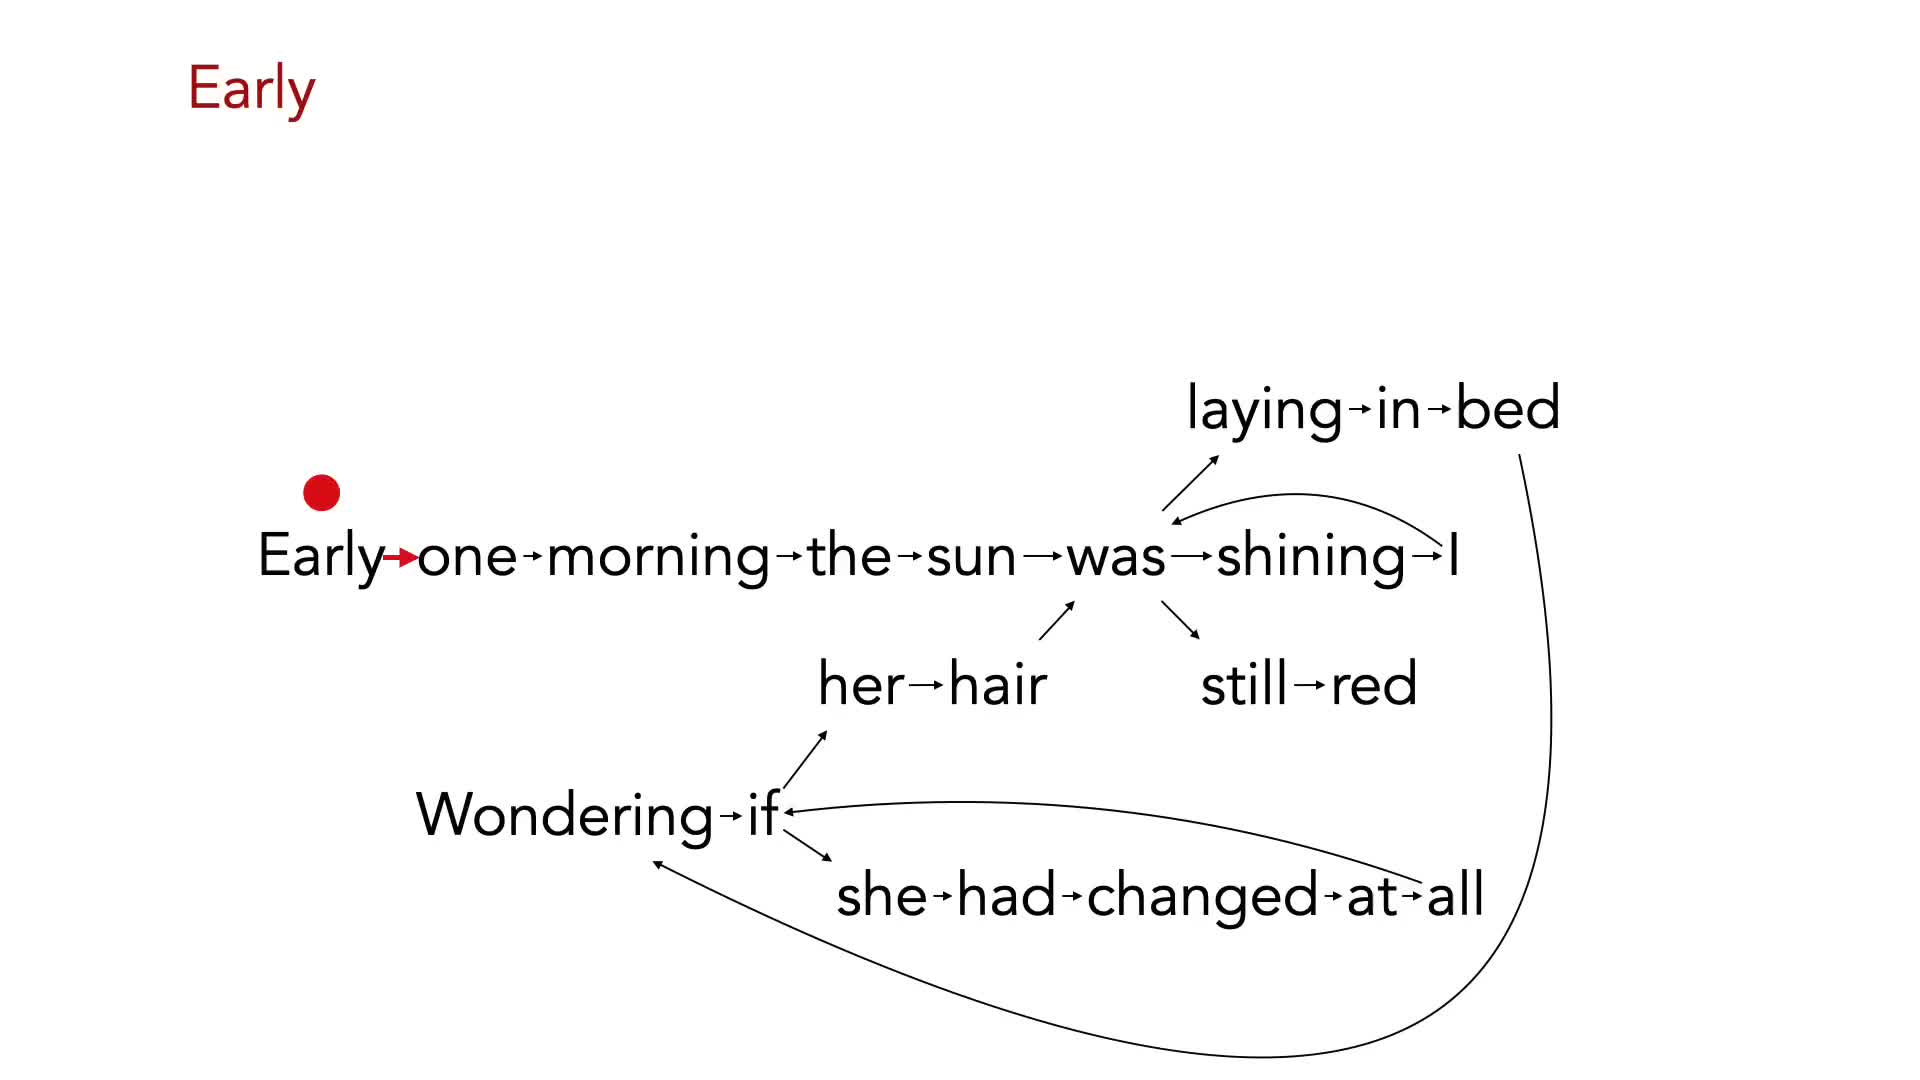 Early
laying in bed
Early one morning the sun was shining I
her hair still red
Wondering if
she had changed at all